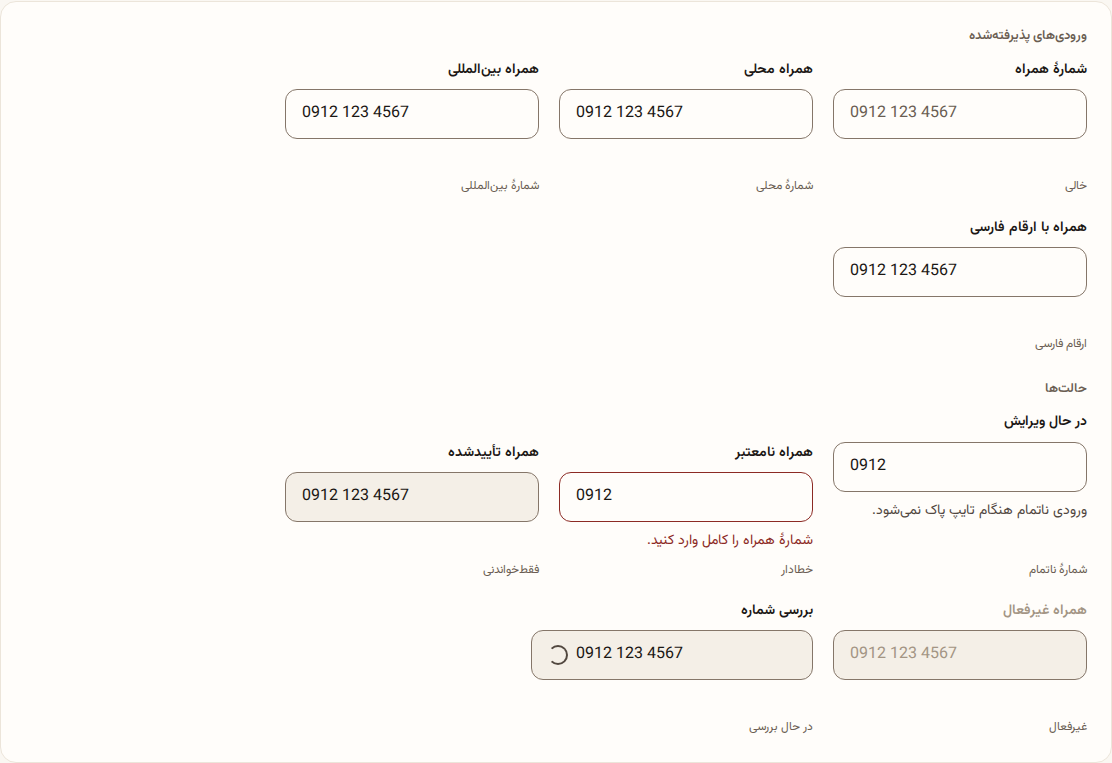 ورودی‌های پذیرفته‌شده
شمارهٔ همراه
همراه محلی
همراه بین‌المللی
0912 123 4567
0912 123 4567
0912 123 4567
خالی
شمارهٔ محلی
شمارهٔ بین‌المللی
همراه با ارقام فارسی
0912 123 4567
ارقام فارسی
حالت‌ها
در حال ویرایش
همراه نامعتبر
همراه تأییدشده
0912
0912
0912 123 4567
ورودی ناتمام هنگام تایپ پاک نمی‌شود.
شمارهٔ همراه را کامل وارد کنید.
شمارهٔ ناتمام
خطادار
فقط‌خواندنی
همراه غیرفعال
بررسی شماره
0912 123 4567
0912 123 4567
غیرفعال
در حال بررسی